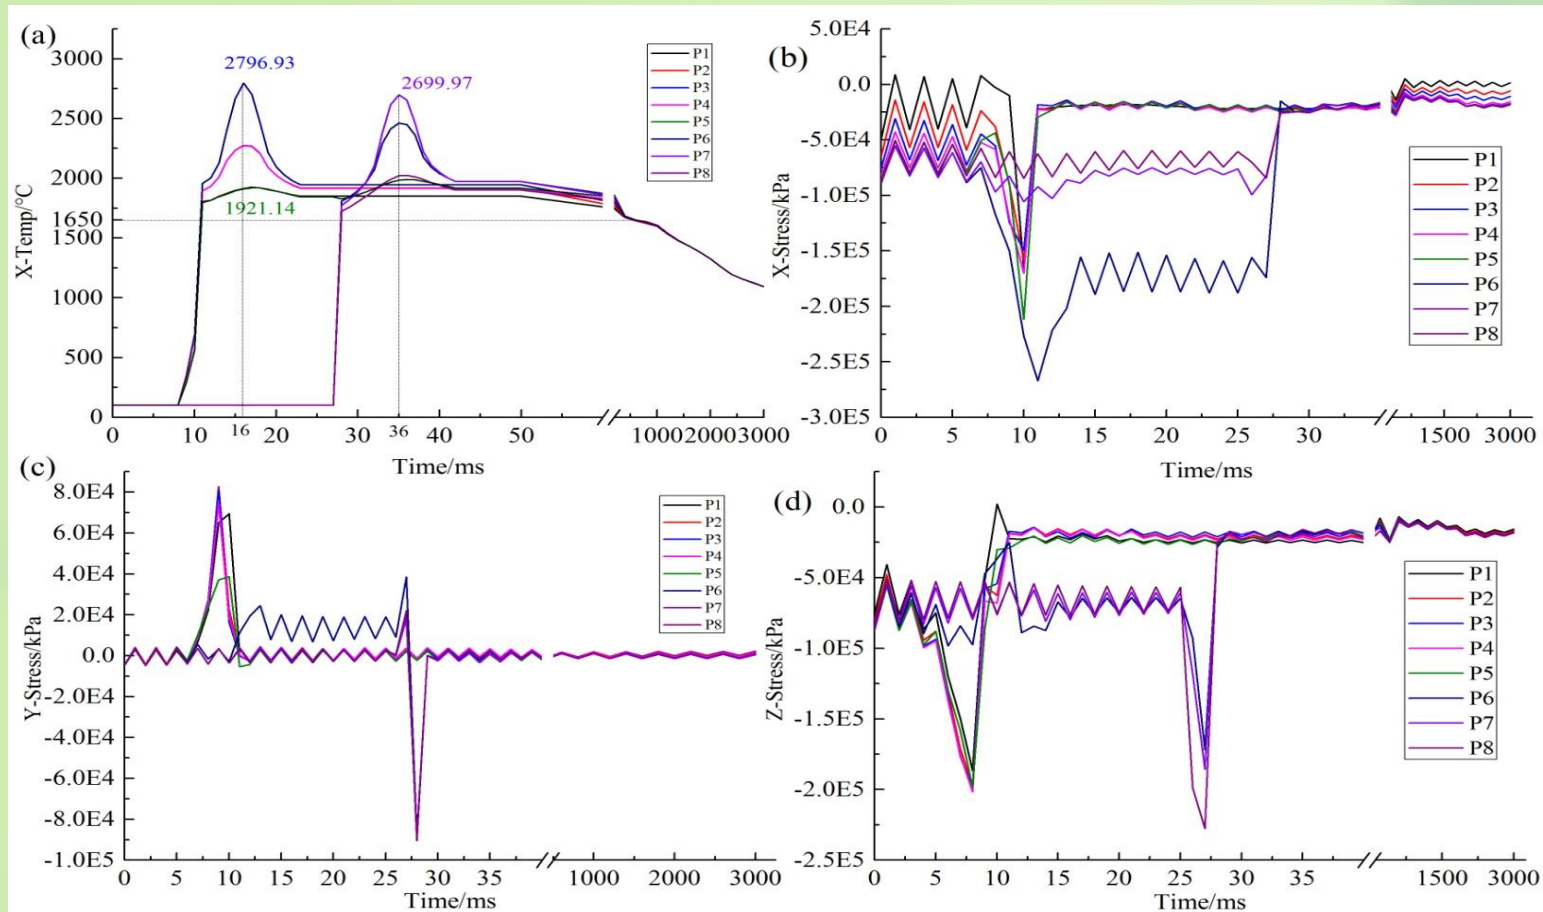 (a)
3000
2500
2000
1650
1500
1000
500
0
X-Temp/°C
2796.93
2699.97
1921.14
P1
P2
P3
P4
P5
P6
P7
P8
0 10 16 20 30 36 40 50 1000 2000 3000
Time/ms
(b)
5.0E4
0.0
-5.0E4
-1.0E5
-1.5E5
-2.0E5
-2.5E5
-3.0E5
X-Stress/kPa
P1
P2
P3
P4
P5
P6
P7
P8
0 5 10 15 20 25 30 1500 3000
Time/ms
(c)
8.0E4
6.0E4
4.0E4
2.0E4
0.0
-2.0E4
-4.0E4
-6.0E4
-8.0E4
-1.0E5
Y-Stress/kPa
P1
P2
P3
P4
P5
P6
P7
P8
0 5 10 15 20 25 30 35 1000 2000 3000
Time/ms
(d)
0.0
-5.0E4
-1.0E5
-1.5E5
-2.0E5
-2.5E5
Z-Stress/kPa
P1
P2
P3
P4
P5
P6
P7
P8
0 5 10 15 20 25 30 35 1500 3000
Time/ms